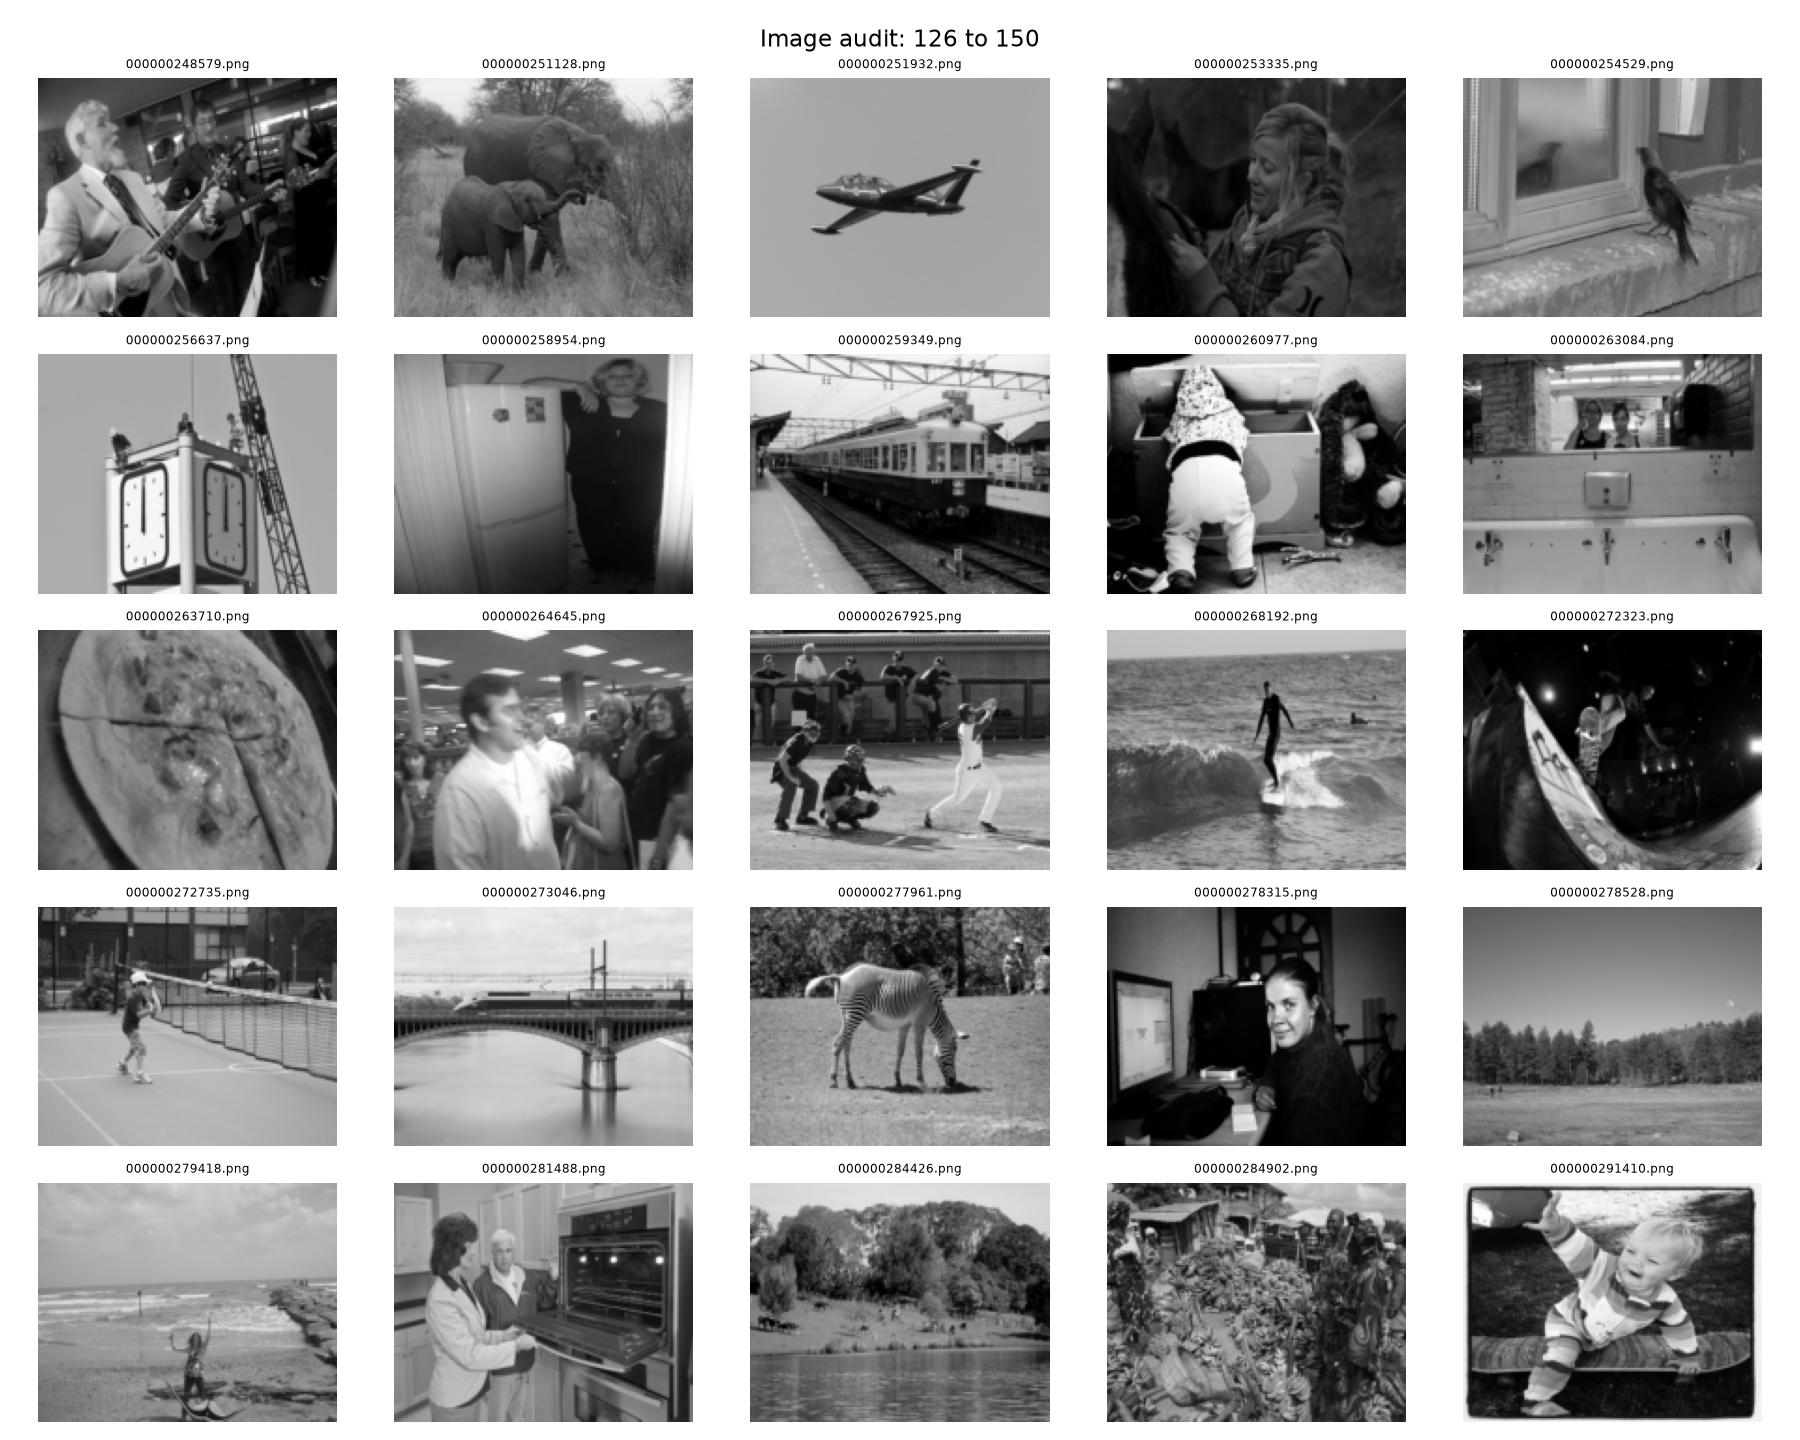 Image audit: 126 to 150
000000248579.png
000000251128.png
000000251932.png
000000253335.png
000000254529.png
000000256637.png
000000258954.png
000000259349.png
000000260977.png
000000263084.png
000000263710.png
000000264645.png
000000267925.png
000000268192.png
000000272323.png
000000272735.png
000000273046.png
000000277961.png
000000278315.png
000000278528.png
000000279418.png
000000281488.png
000000284426.png
000000284902.png
000000291410.png